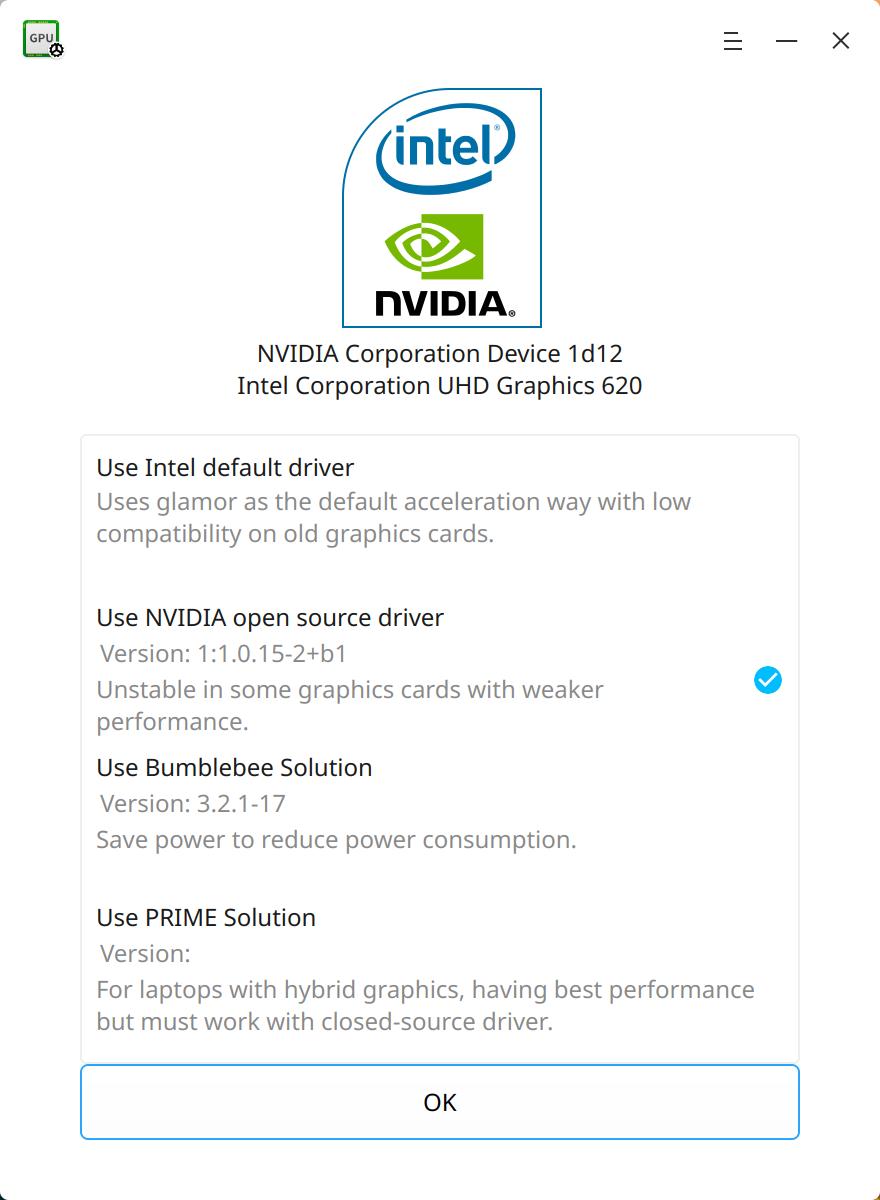 GPU
intel®
NVIDIA®
NVIDIA Corporation Device 1d12
Intel Corporation UHD Graphics 620
Use Intel default driver
Uses glamor as the default acceleration way with low
compatibility on old graphics cards.
Use NVIDIA open source driver
Version: 1:1.0.15-2+b1
Unstable in some graphics cards with weaker
performance.
Use Bumblebee Solution
Version: 3.2.1-17
Save power to reduce power consumption.
Use PRIME Solution
Version:
For laptops with hybrid graphics, having best performance
but must work with closed-source driver.
OK